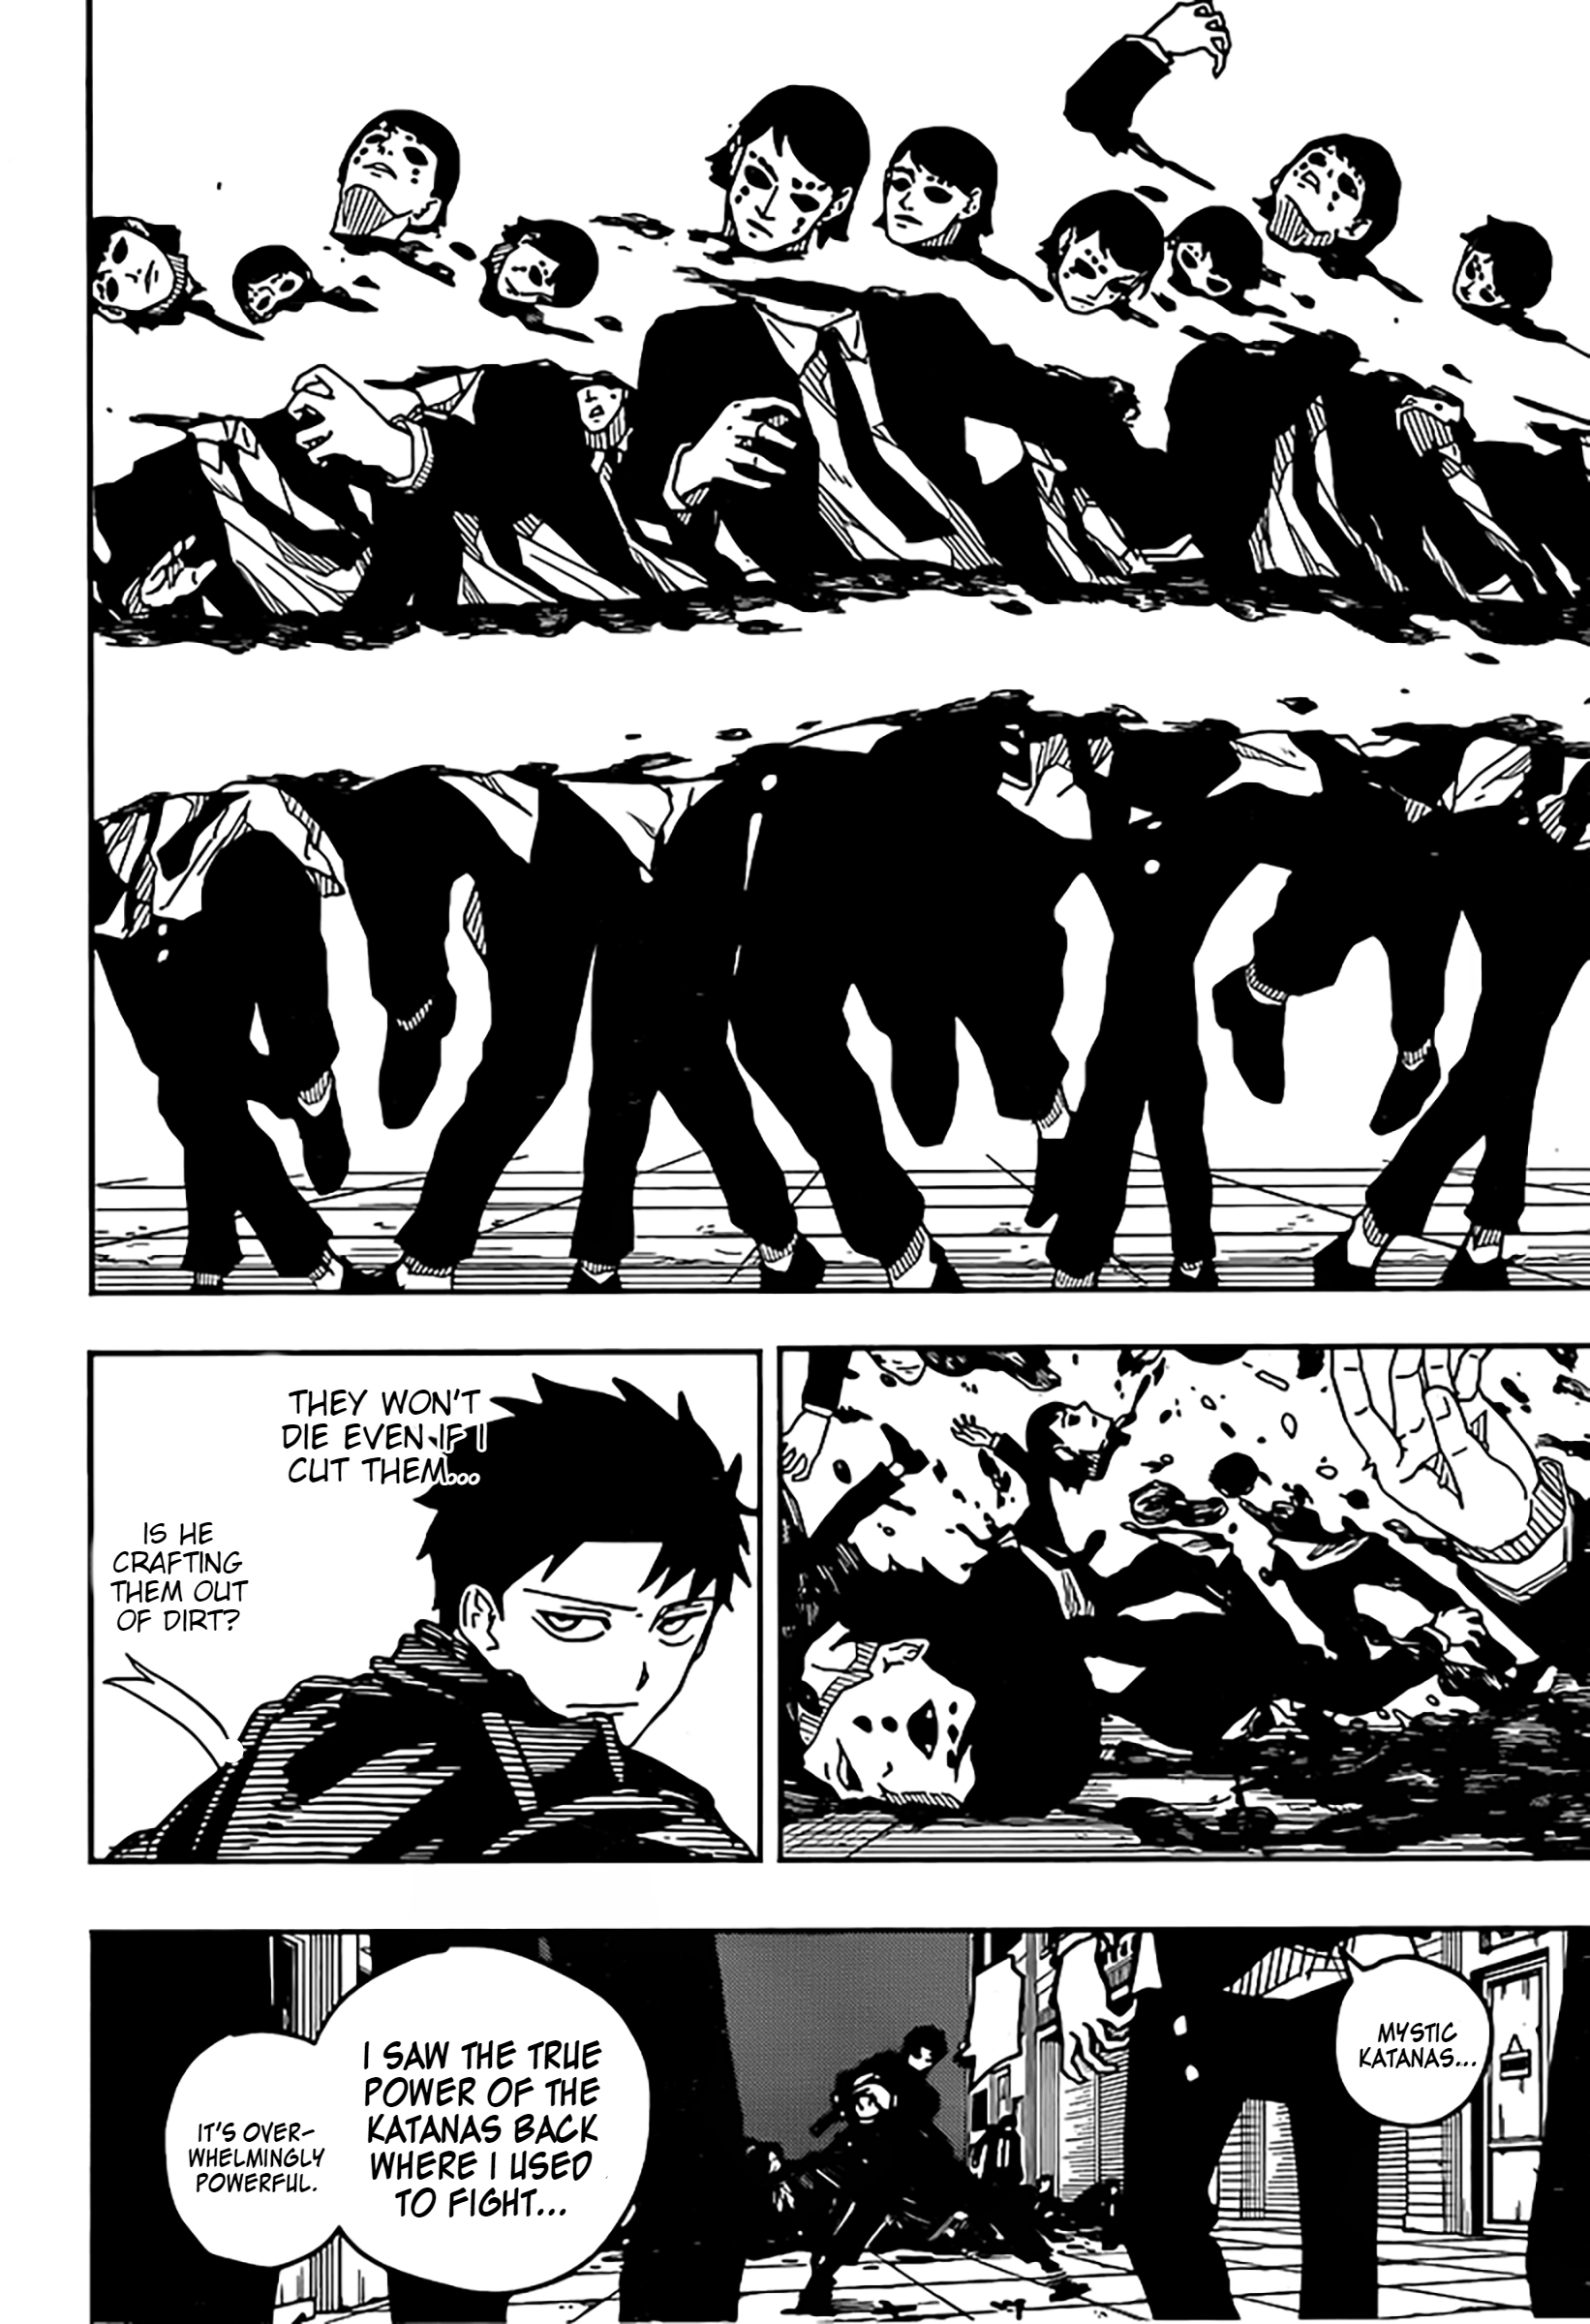 THEY WON'T
DIE EVEN IF I
CUT THEM...
IS HE
CRAFTING
THEM OUT
OF DIRT?
MYSTIC
KATANAS...
I SAW THE TRUE
POWER OF THE
KATANAS BACK
WHERE I USED
TO FIGHT...
IT'S OVER-
WHELMINGLY
POWERFUL.